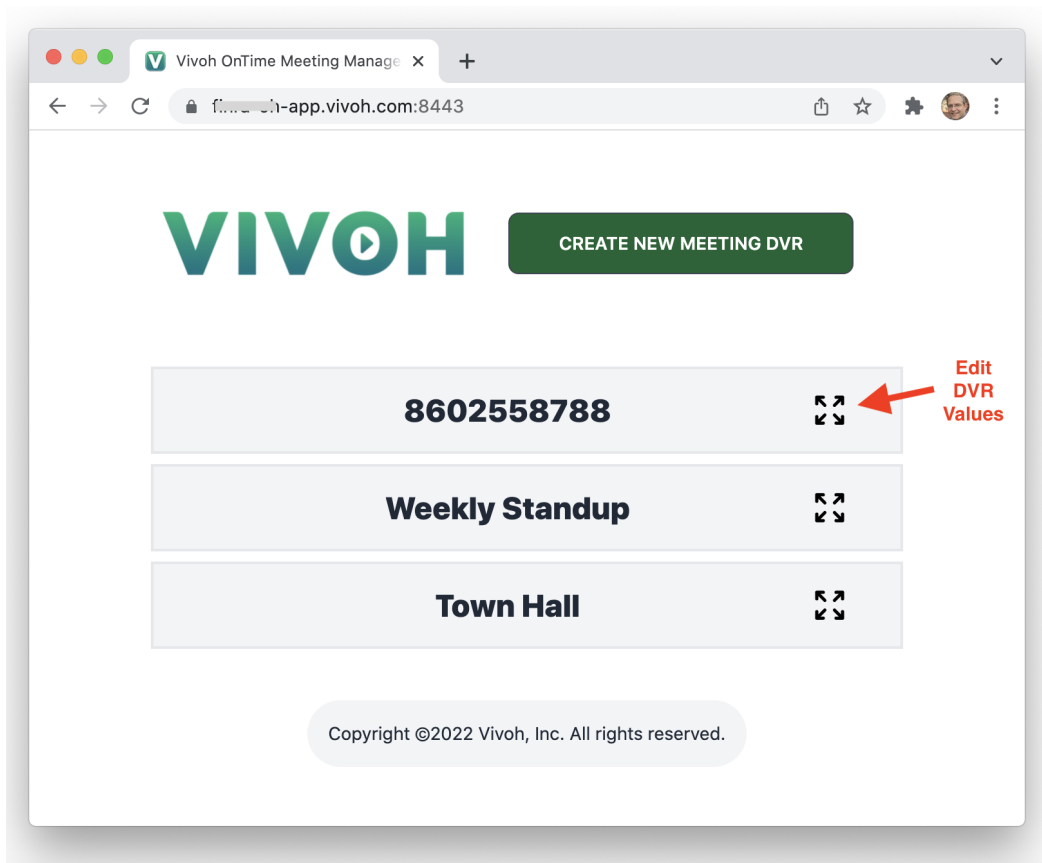 Vivoh OnTime Meeting Manage
-app.vivoh.com:8443
VIVOH
CREATE NEW MEETING DVR
Edit
DVR
Values
8602558788
Weekly Standup
Town Hall
Copyright ©2022 Vivoh, Inc. All rights reserved.